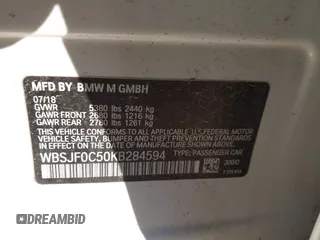 MFD BY BMW M GMBH
07/18
GVWR 5380 lbs 2440 kg
GAWR FRONT 2680 lbs 1216 kg
GAWR REAR 2780 lbs 1261 kg
THIS VEHICLE CONFORMS TO ALL APPLICABLE
FEDERAL MOTOR VEHICLE SAFETY, BUMPER
AND THEFT PREVENTION STANDARDS IN
EFFECT ON THE DATE OF MANUFACTURE
SHOWN ABOVE.
WBSJF0C50KB284594 TYPE: PASSENGER CAR
D DEALERSHIP.COM